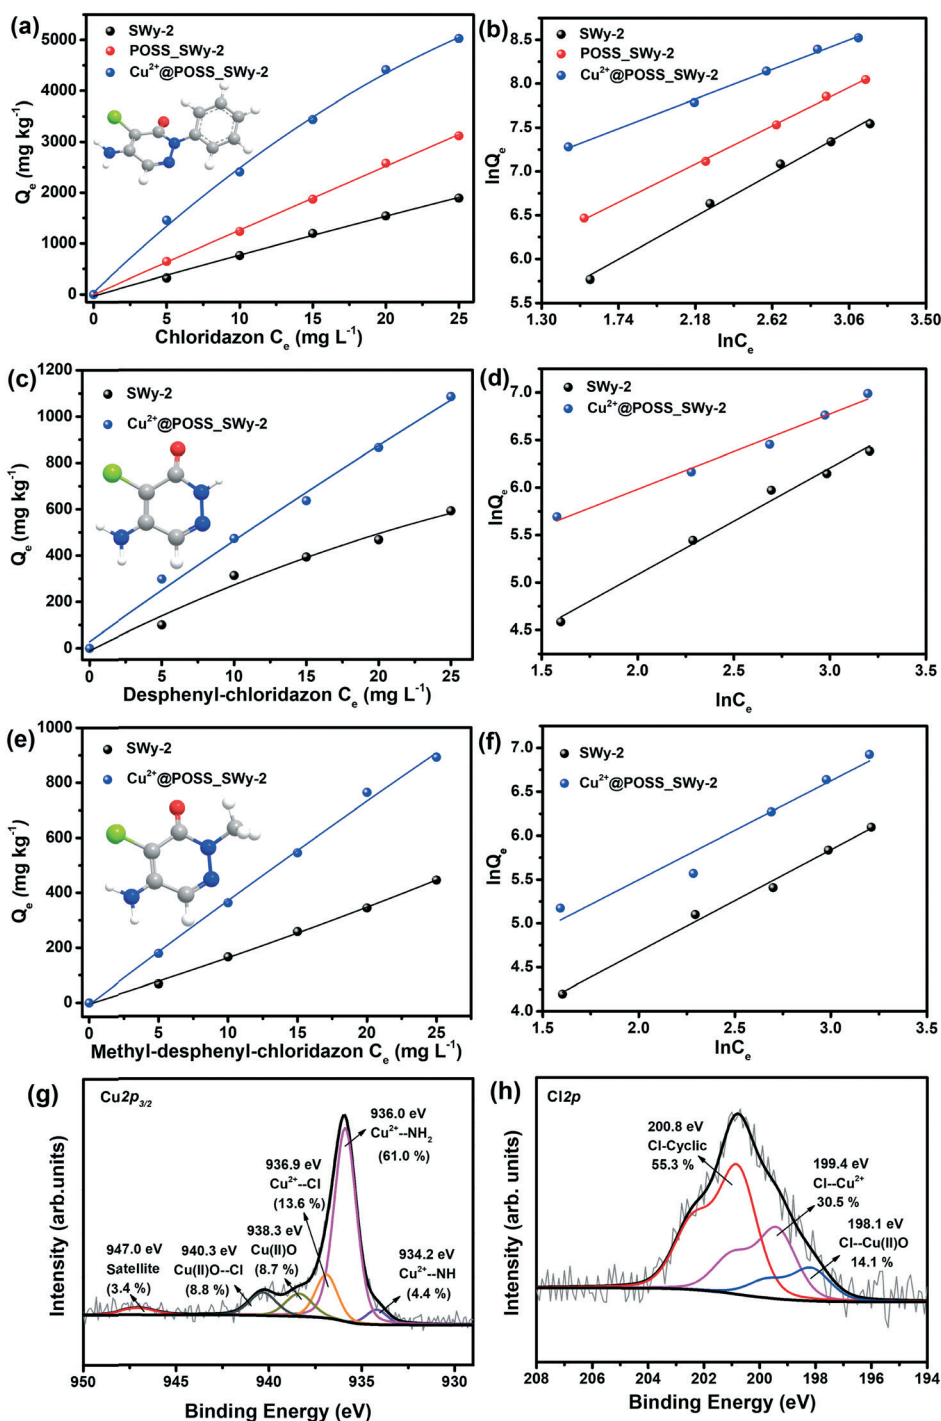 (a)
SWy-2
POSS_SWy-2
Cu²⁺@POSS_SWy-2
5000
4000
3000
2000
1000
0
Qₑ (mg kg⁻¹)
0 5 10 15 20 25
Chloridazon Cₑ (mg L⁻¹)
(b)
SWy-2
POSS_SWy-2
Cu²⁺@POSS_SWy-2
8.5
8.0
7.5
7.0
6.5
6.0
5.5
lnQₑ
1.30 1.74 2.18 2.62 3.06 3.50
lnCₑ
(c)
SWy-2
Cu²⁺@POSS_SWy-2
1200
1000
800
600
400
200
0
Qₑ (mg kg⁻¹)
0 5 10 15 20 25
Desphenyl-chloridazon Cₑ (mg L⁻¹)
(d)
SWy-2
Cu²⁺@POSS_SWy-2
7.0
6.5
6.0
5.5
5.0
4.5
lnQₑ
1.5 2.0 2.5 3.0 3.5
lnCₑ
(e)
SWy-2
Cu²⁺@POSS_SWy-2
1000
800
600
400
200
0
Qₑ (mg kg⁻¹)
0 5 10 15 20 25
Methyl-desphenyl-chloridazon Cₑ (mg L⁻¹)
(f)
SWy-2
Cu²⁺@POSS_SWy-2
7.0
6.5
6.0
5.5
5.0
4.5
4.0
lnQₑ
1.5 2.0 2.5 3.0 3.5
lnCₑ
(g)
Cu2p₃/₂
936.0 eV
Cu²⁺--NH₂
(61.0 %)
936.9 eV
Cu²⁺--Cl
(13.6 %)
938.3 eV
Cu(II)O
(8.7 %)
940.3 eV
Cu(II)O--Cl
(8.8 %)
947.0 eV
Satellite
(3.4 %)
934.2 eV
Cu²⁺--NH
(4.4 %)
Intensity (arb.units)
950 945 940 935 930
Binding Energy (eV)
(h)
Cl2p
200.8 eV
Cl-Cyclic
55.3 %
199.4 eV
Cl--Cu²⁺
30.5 %
198.1 eV
Cl--Cu(II)O
14.1 %
Intensity (arb.units)
208 206 204 202 200 198 196 194
Binding Energy (eV)